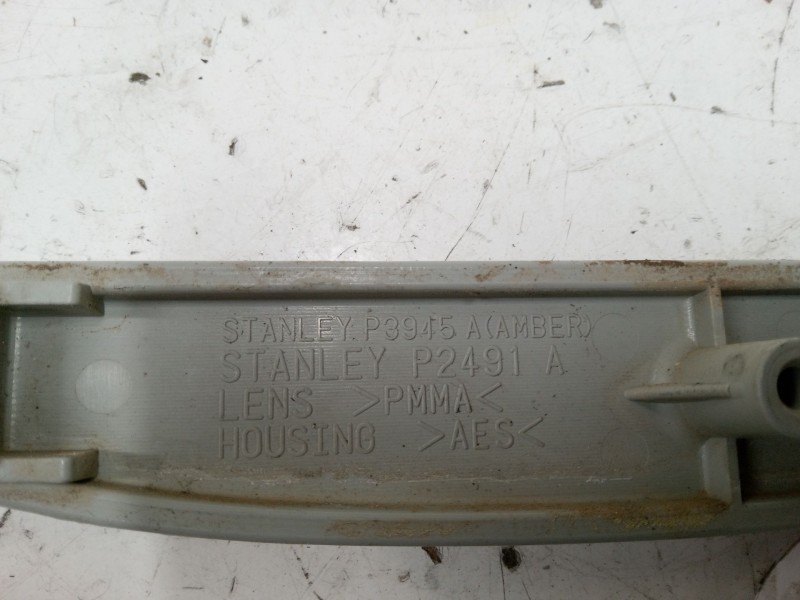 STANLEY P3945 A(AMBER)
STANLEY P2491 A
LENS >PMMA<
HOUSING >AES<